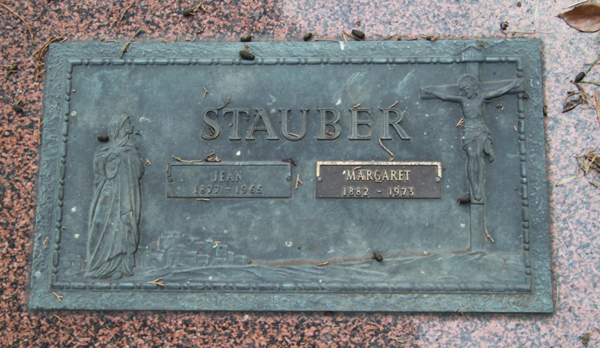 STAUBER
JEAN
1877 - 1965
MARGARET
1882 - 1973